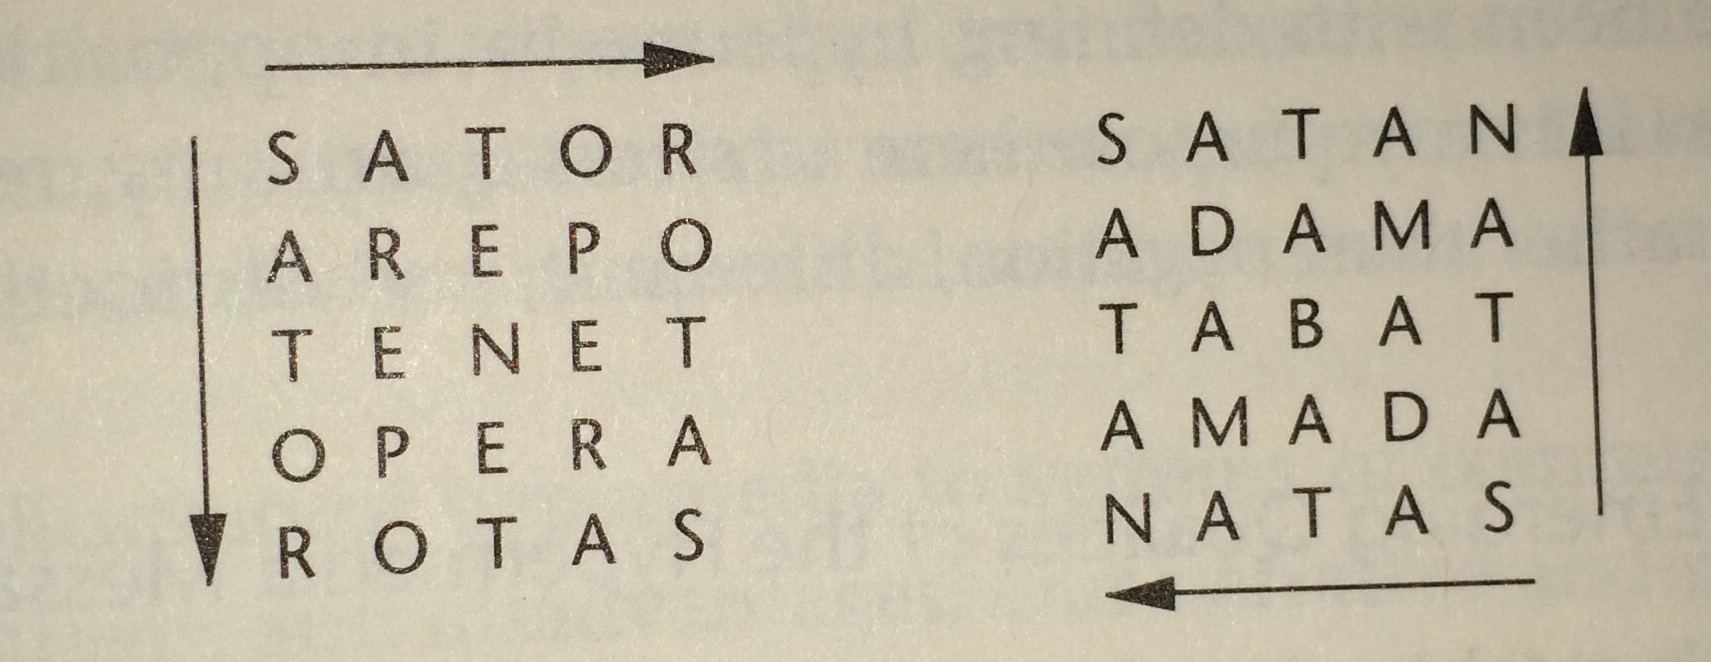 S A T O R
A R E P O
T E N E T
O P E R A
R O T A S
S A T A N
A D A M A
T A B A T
A M A D A
N A T A S